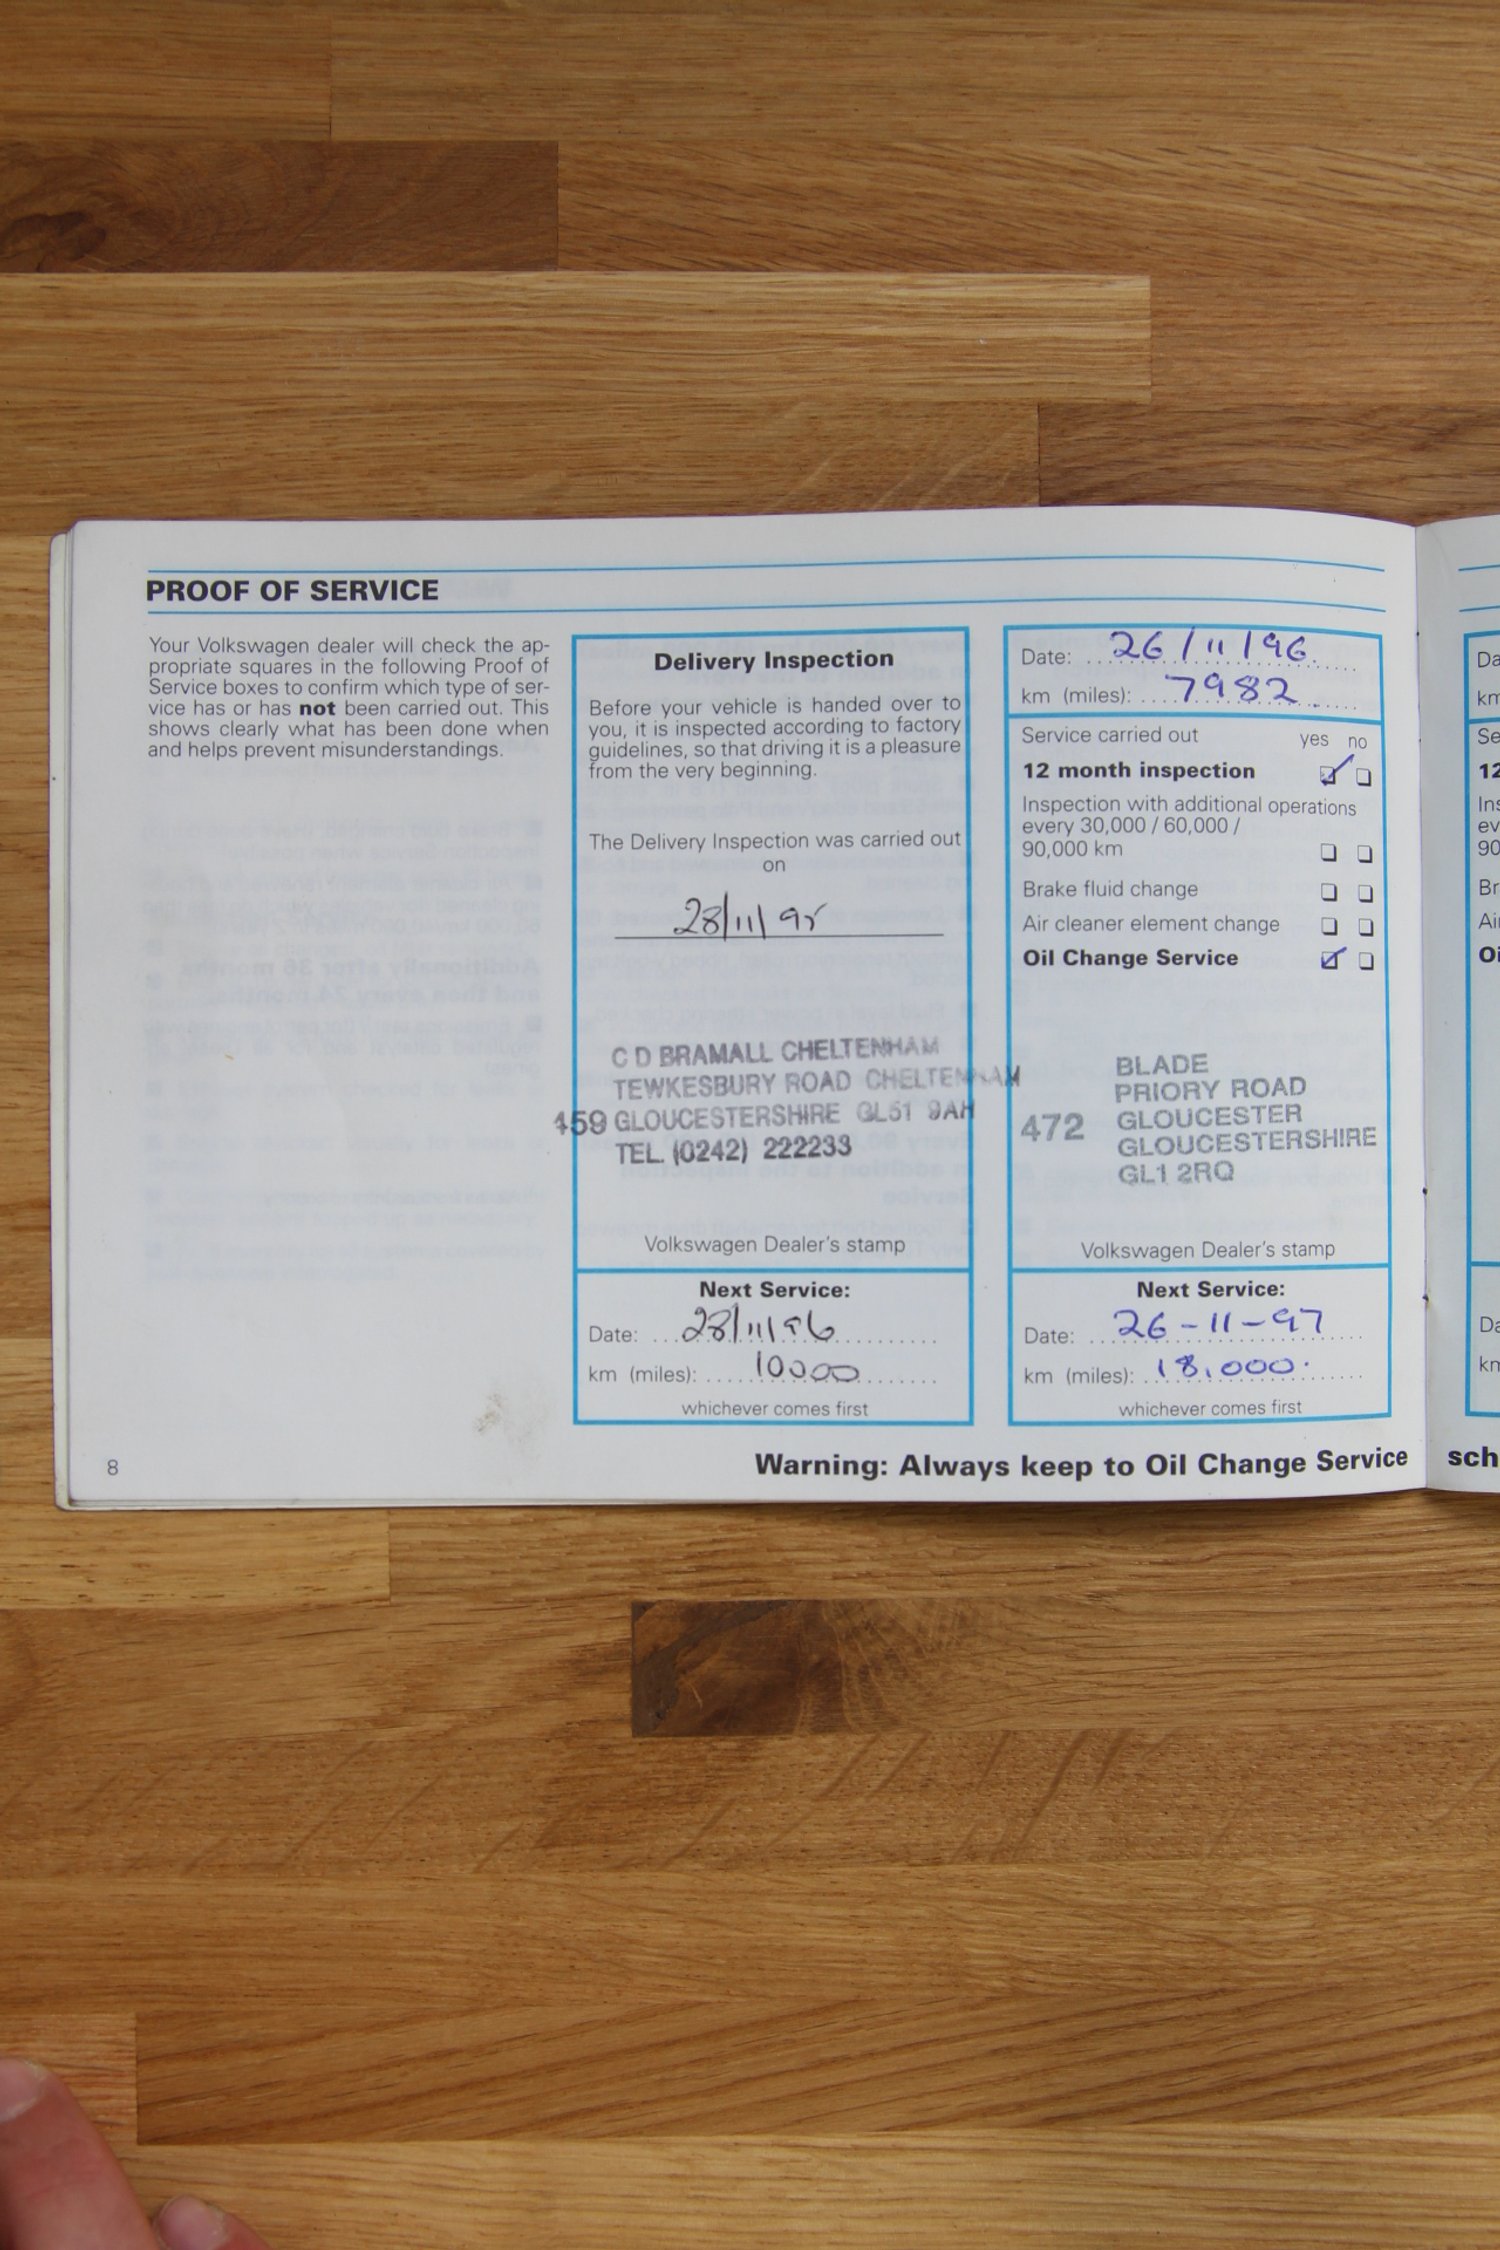 PROOF OF SERVICE
Your Volkswagen dealer will check the ap-
propriate squares in the following Proof of
Service boxes to confirm which type of ser-
vice has or has not been carried out. This
shows clearly what has been done when
and helps prevent misunderstandings.
Delivery Inspection
Before your vehicle is handed over to
you, it is inspected according to factory
guidelines, so that driving it is a pleasure
from the very beginning.
The Delivery Inspection was carried out
on
28/11/95
C D BRAMALL CHELTENHAM
TEWKESBURY ROAD CHELTENHAM
459 GLOUCESTERSHIRE GL51 9AH
TEL. (0242) 222233
Volkswagen Dealer's stamp
Next Service:
Date: 28/11/96
km (miles): 10000
whichever comes first
Date: 26/11/96
km (miles): 7982
Service carried out yes no
12 month inspection
Inspection with additional operations
every 30,000 / 60,000 /
90,000 km
Brake fluid change
Air cleaner element change
Oil Change Service
BLADE
PRIORY ROAD
472 GLOUCESTER
GLOUCESTERSHIRE
GL1 2RQ
Volkswagen Dealer's stamp
Next Service:
Date: 26-11-97
km (miles): 18.000.
whichever comes first
8
Warning: Always keep to Oil Change Service sch